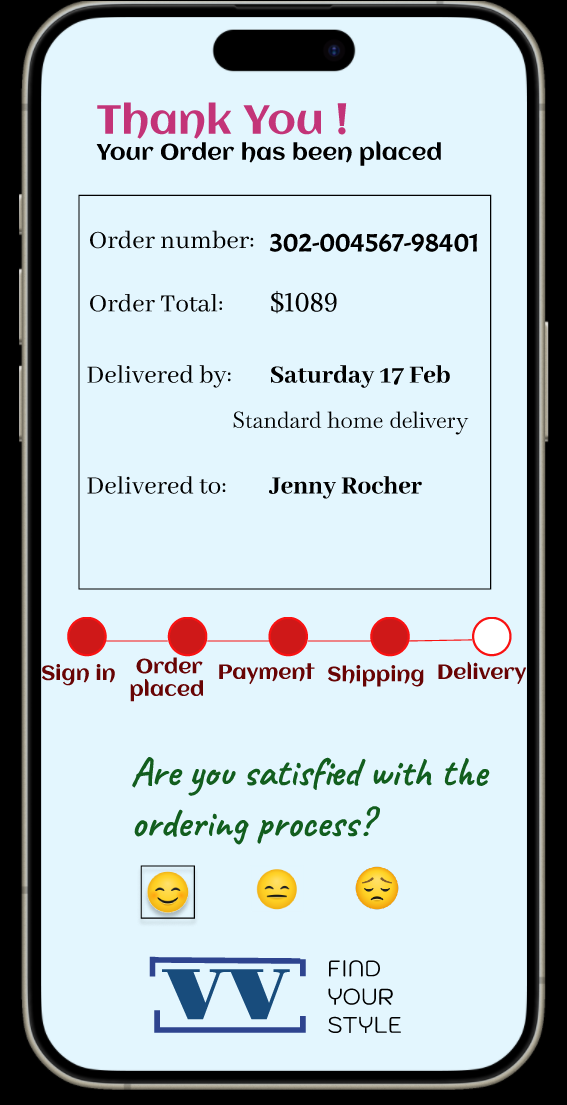 Thank You !
Your Order has been placed
Order number: 302-004567-98401
Order Total: $1089
Delivered by: Saturday 17 Feb
Standard home delivery
Delivered to: Jenny Rocher
Sign in Order placed Payment Shipping Delivery
Are you satisfied with the
ordering process?
VV
FIND
YOUR
STYLE